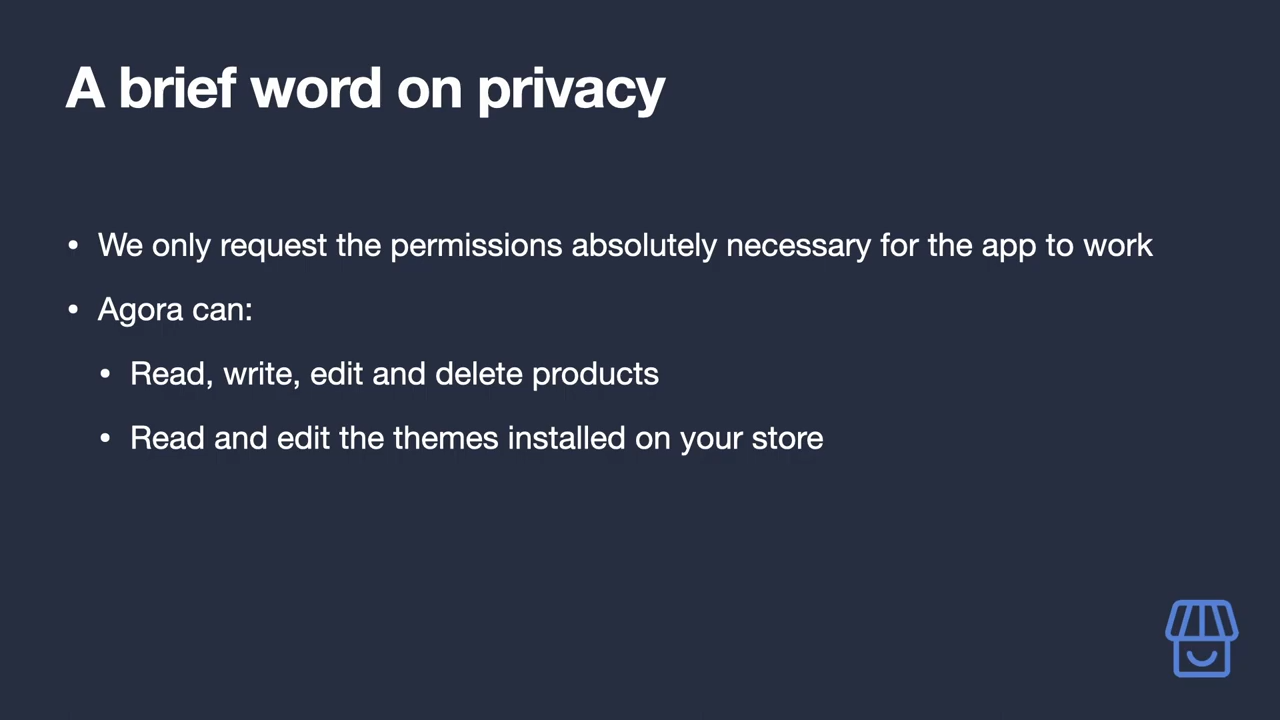 A brief word on privacy
• We only request the permissions absolutely necessary for the app to work
• Agora can:
• Read, write, edit and delete products
• Read and edit the themes installed on your store